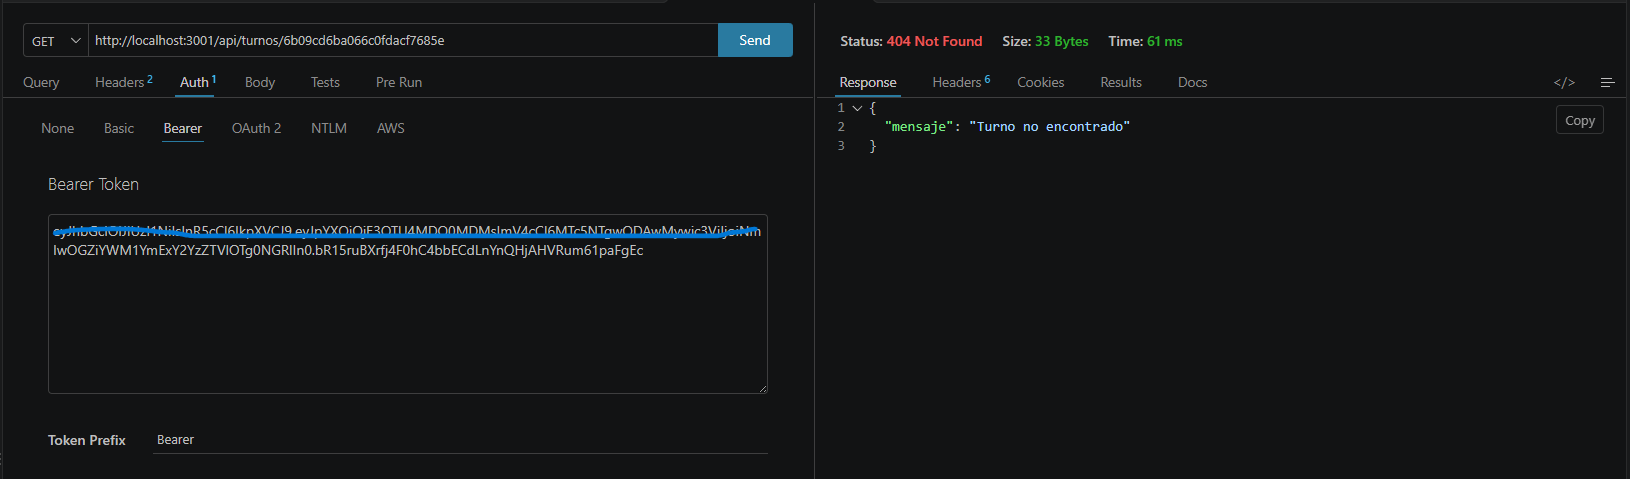 GET
http://localhost:3001/api/turnos/6b09cd6ba066c0fdacf7685e
Send
Query
Headers 2
Auth 1
Body
Tests
Pre Run
None
Basic
Bearer
OAuth 2
NTLM
AWS
Bearer Token
Token Prefix
Bearer
Status: 404 Not Found
Size: 33 Bytes
Time: 61 ms
Response
Headers 6
Cookies
Results
Docs
</>
Copy
1 {
2 "mensaje": "Turno no encontrado"
3 }